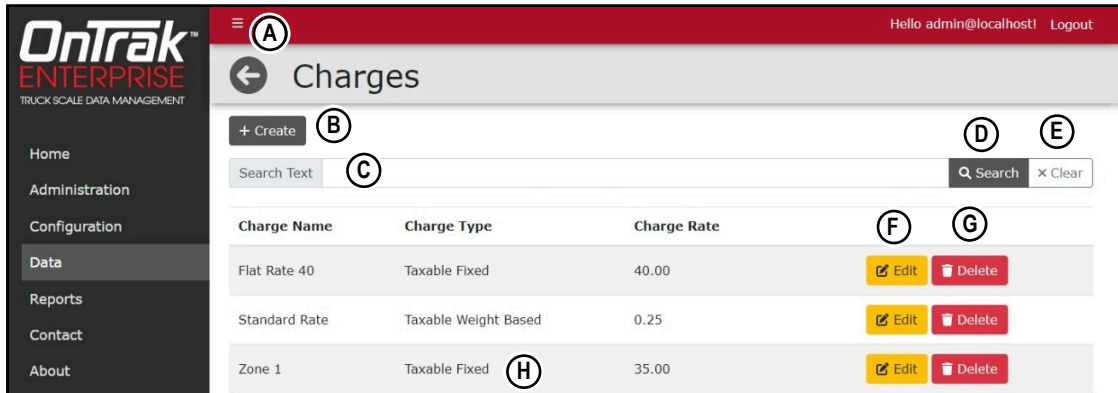 OnTrak™
ENTERPRISE
TRUCK SCALE DATA MANAGEMENT
Home
Administration
Configuration
Data
Reports
Contact
About
A
Hello admin@localhost! Logout
Charges
+ Create B
D E
Search Text C Search × Clear
Charge Name Charge Type Charge Rate F G
Flat Rate 40 Taxable Fixed 40.00 Edit Delete
Standard Rate Taxable Weight Based 0.25 Edit Delete
Zone 1 Taxable Fixed H 35.00 Edit Delete